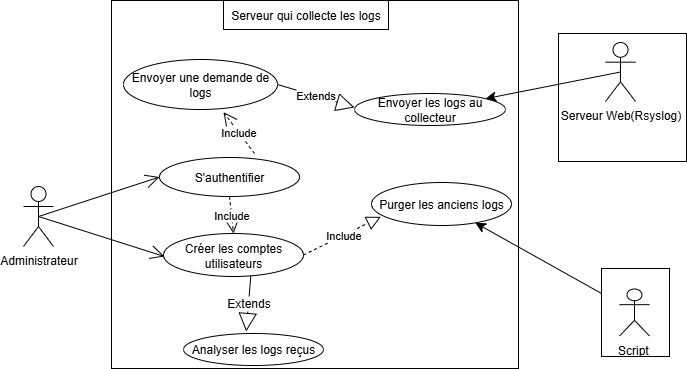 Serveur qui collecte les logs
Envoyer une demande de
logs
Extends
Envoyer les logs au
collecteur
Serveur Web(Rsyslog)
Include
S'authentifier
Include
Purger les anciens logs
Include
Créer les comptes
utilisateurs
Administrateur
Extends
Analyser les logs reçus
Script